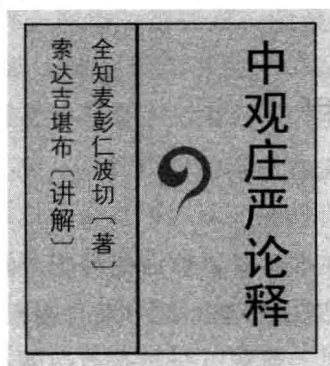 中观庄严论释
全知麦彭仁波切〔著〕
索达吉堪布〔讲解〕